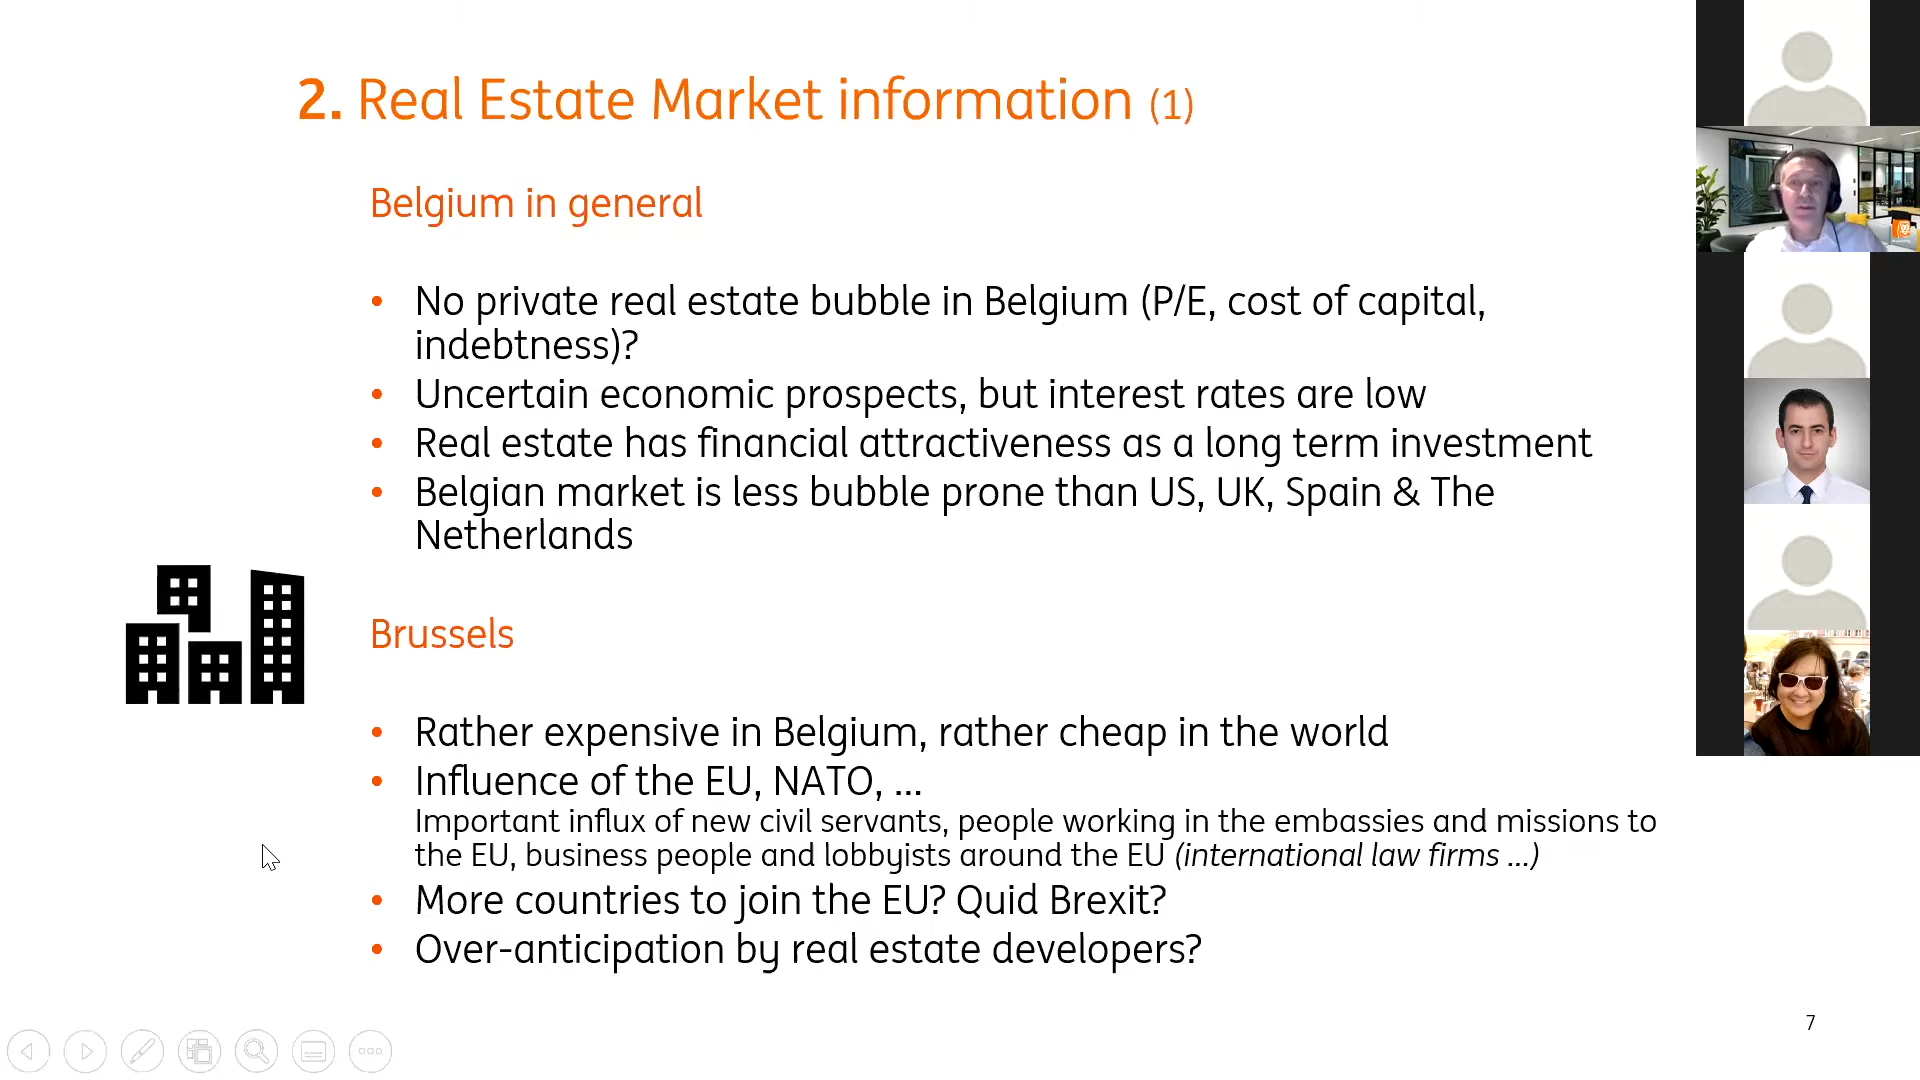 2. Real Estate Market information (1)
Belgium in general
• No private real estate bubble in Belgium (P/E, cost of capital,
indebtness)?
• Uncertain economic prospects, but interest rates are low
• Real estate has financial attractiveness as a long term investment
• Belgian market is less bubble prone than US, UK, Spain & The
Netherlands
Brussels
• Rather expensive in Belgium, rather cheap in the world
• Influence of the EU, NATO, ...
Important influx of new civil servants, people working in the embassies and missions to
the EU, business people and lobbyists around the EU (international law firms ...)
• More countries to join the EU? Quid Brexit?
• Over-anticipation by real estate developers?
7